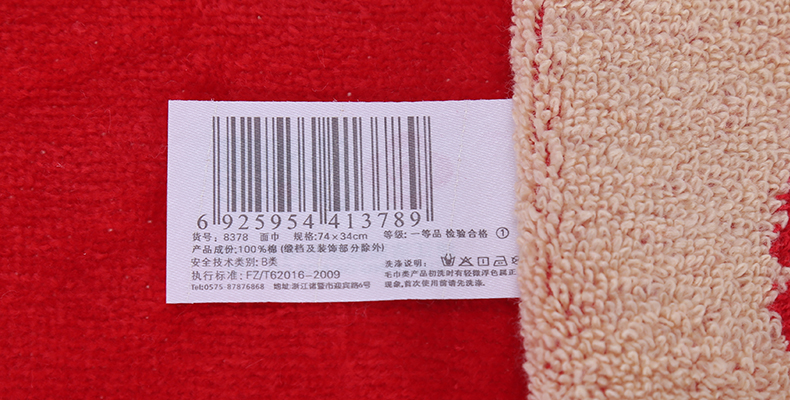 6 925954 413789
货号: 8378 面巾 规格:74×34cm 等级: 一等品 检验合格 ①
产品成份:100%棉 (缎档及装饰部分除外)
安全技术类别: B类
执行标准: FZ/T62016-2009
Tel:0575-87876868 地址:浙江诸暨市迎宾路6号
洗涤说明:
毛巾类产品初洗时有轻微浮色属正
现象,首次使用前请先洗涤.